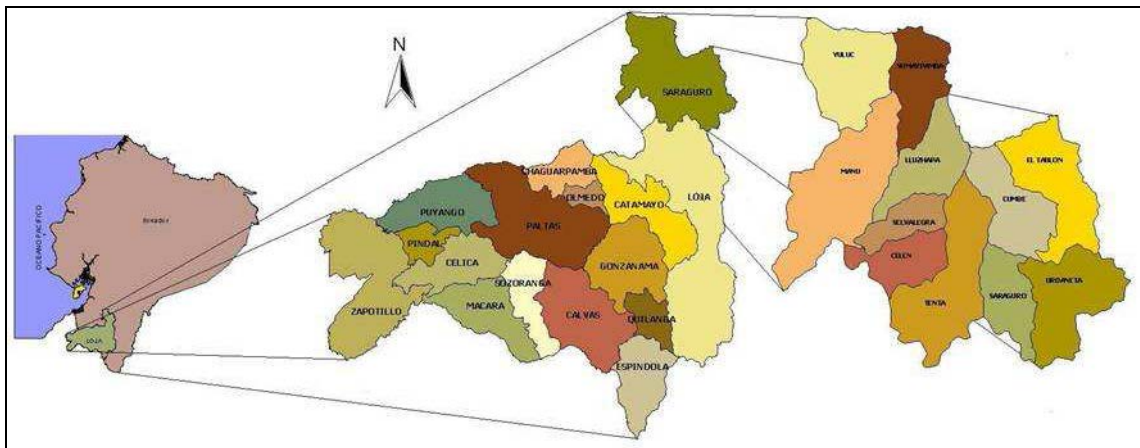 OCEANO PACIFICO
Ecuador
LOJA
N
SARAGURO
CHAGUARPAMBA
OLMEDO
CATAMAYO
LOJA
PUYANGO
PALTAS
PINDAL
CELICA
GONZANAMA
SOZORANGA
ZAPOTILLO
MACARA
CALVAS
QUILANGA
ESPINDOLA
YULUC
SUMAYPAMBA
MANU
LLUZHAPA
EL TABLON
CUMBE
SELVALEGRA
CELEN
TENTA
SARAGURO
URDANETA